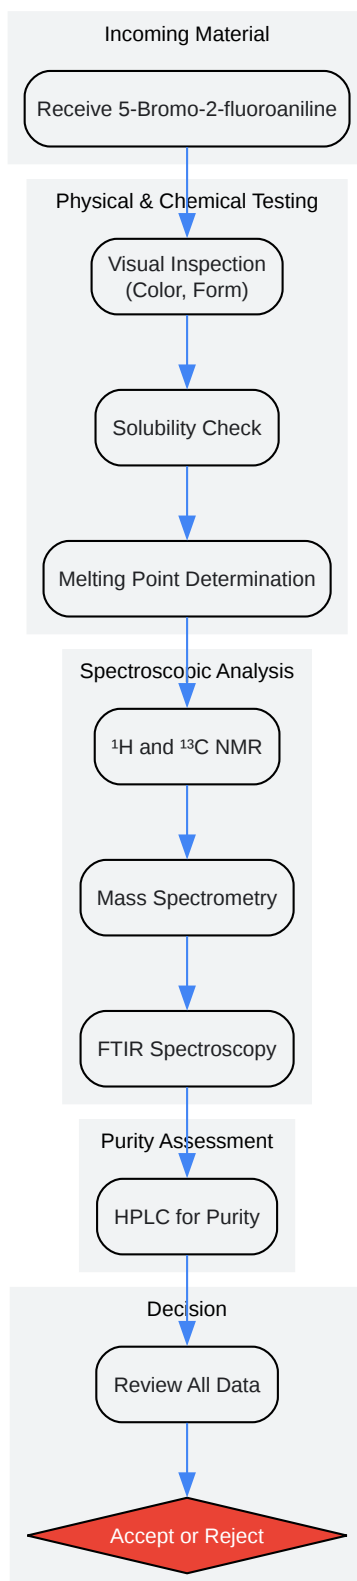 Incoming Material
Receive 5-Bromo-2-fluoroaniline
Physical & Chemical Testing
Visual Inspection
(Color, Form)
Solubility Check
Melting Point Determination
Spectroscopic Analysis
¹H and ¹³C NMR
Mass Spectrometry
FTIR Spectroscopy
Purity Assessment
HPLC for Purity
Decision
Review All Data
Accept or Reject